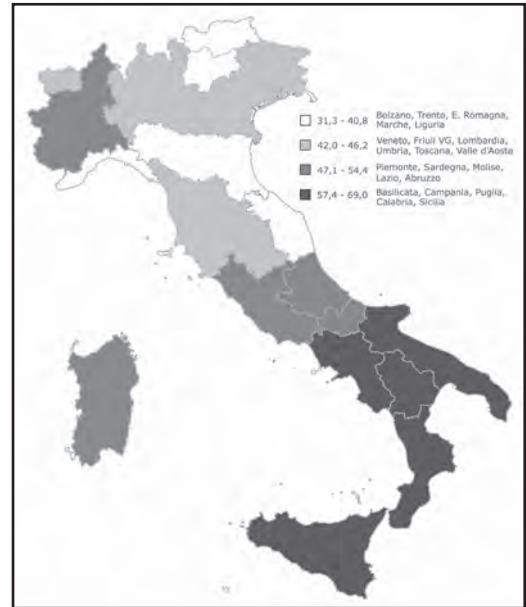 31,3 - 40,8 Bolzano, Trento, E. Romagna,
Marche, Liguria
42,0 - 46,2 Veneto, Friuli VG, Lombardia,
Umbria, Toscana, Valle d'Aosta
47,1 - 54,4 Piemonte, Sardegna, Molise,
Lazio, Abruzzo
57,4 - 69,0 Basilicata, Campania, Puglia,
Calabria, Sicilia